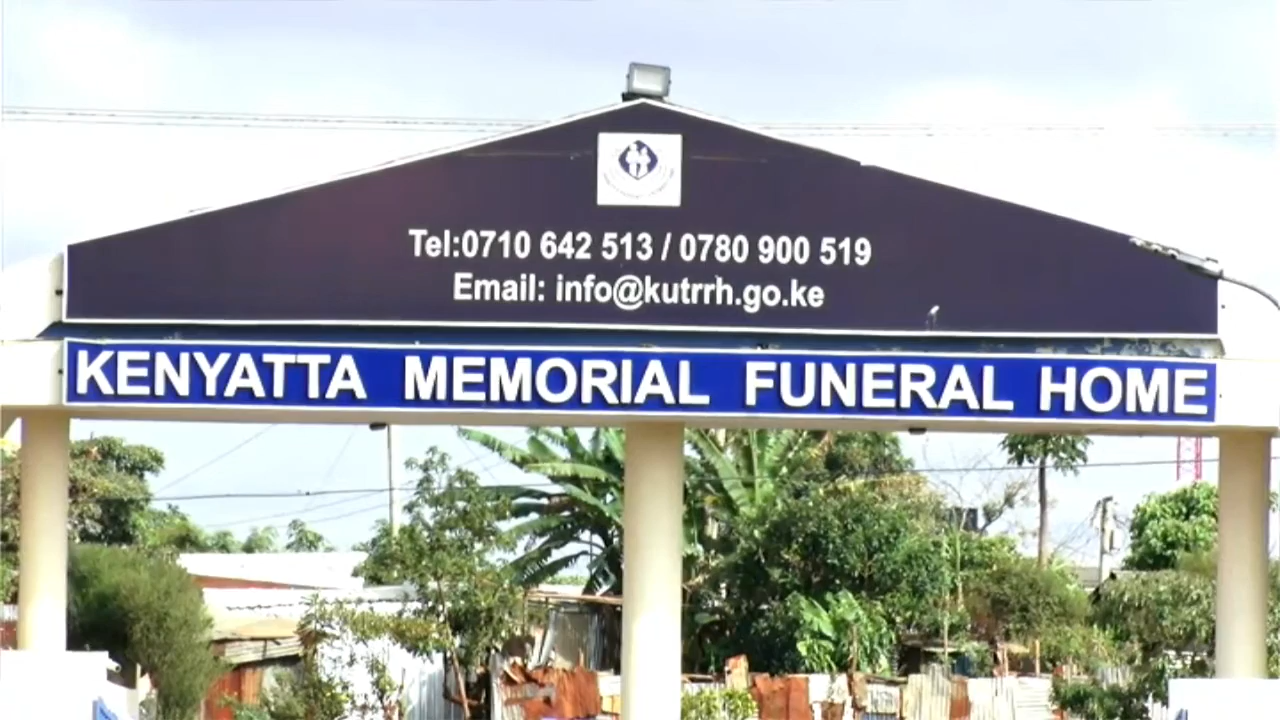 Tel:0710 642 513 / 0780 900 519
Email: info@kutrrh.go.ke
KENYATTA MEMORIAL FUNERAL HOME